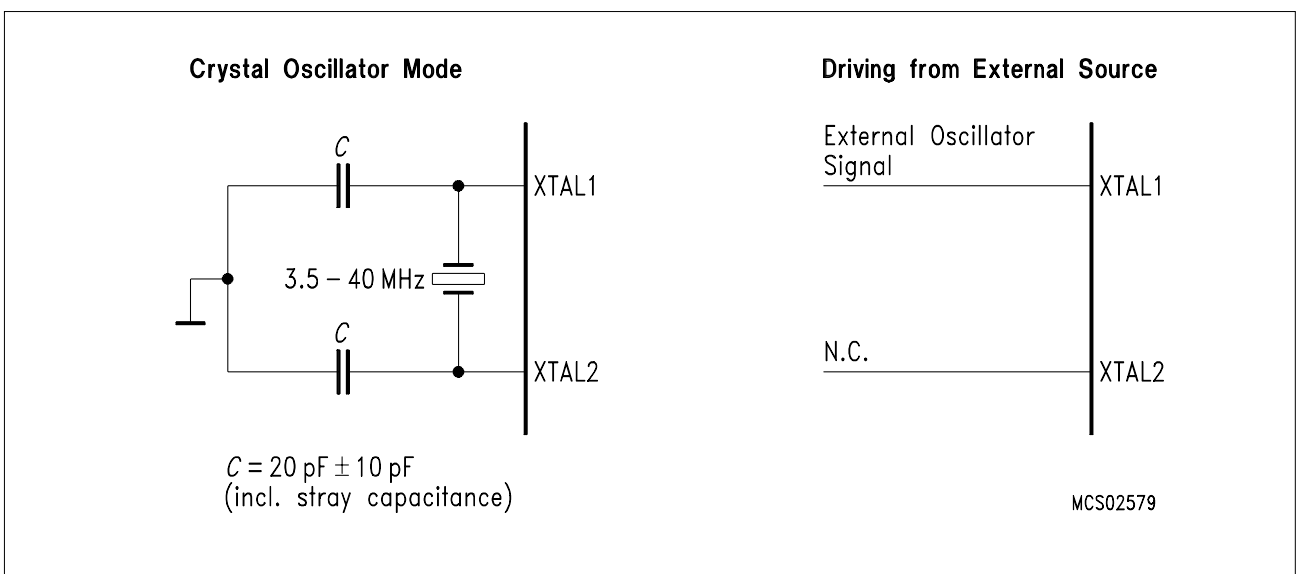 Crystal Oscillator Mode
C
XTAL1
3.5 – 40 MHz
C
XTAL2
C = 20 pF ± 10 pF
(incl. stray capacitance)
Driving from External Source
External Oscillator
Signal
XTAL1
N.C.
XTAL2
MCS02579